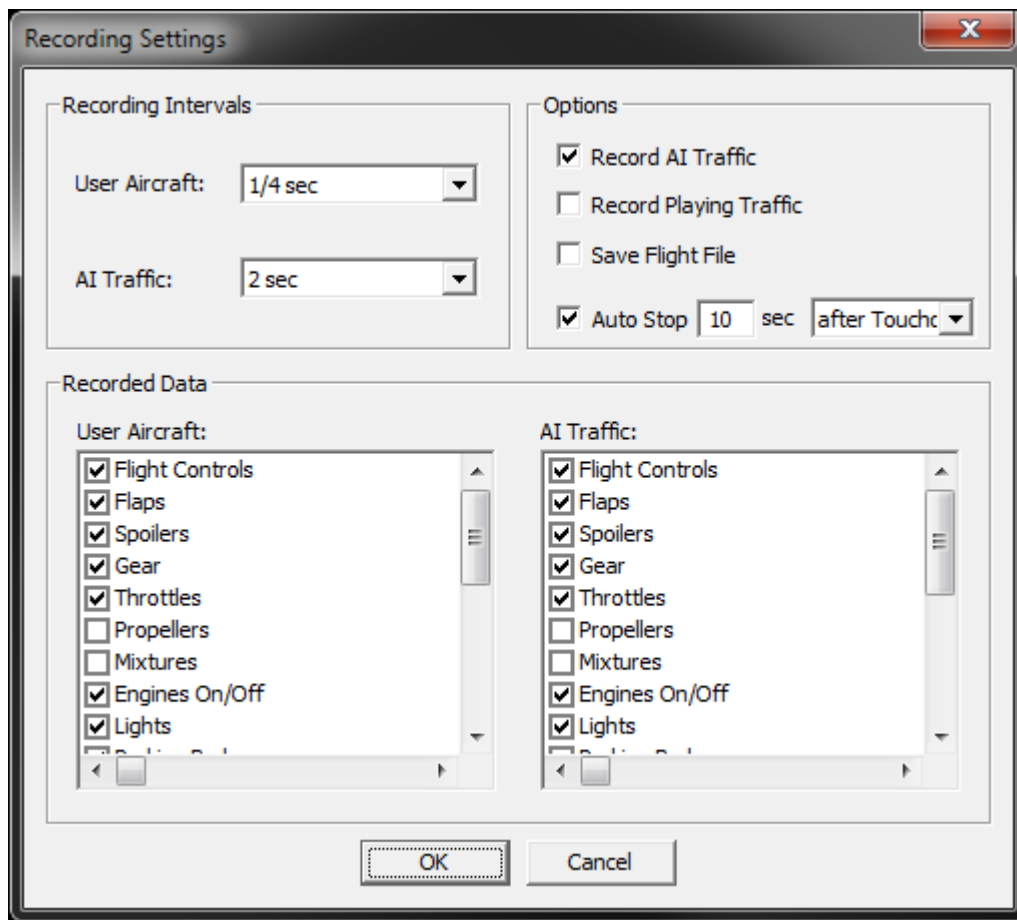 Recording Settings
Recording Intervals
User Aircraft: 1/4 sec
AI Traffic: 2 sec
Options
Record AI Traffic
Record Playing Traffic
Save Flight File
Auto Stop 10 sec after Touchd
Recorded Data
User Aircraft:
Flight Controls
Flaps
Spoilers
Gear
Throttles
Propellers
Mixtures
Engines On/Off
Lights
AI Traffic:
Flight Controls
Flaps
Spoilers
Gear
Throttles
Propellers
Mixtures
Engines On/Off
Lights
OK
Cancel